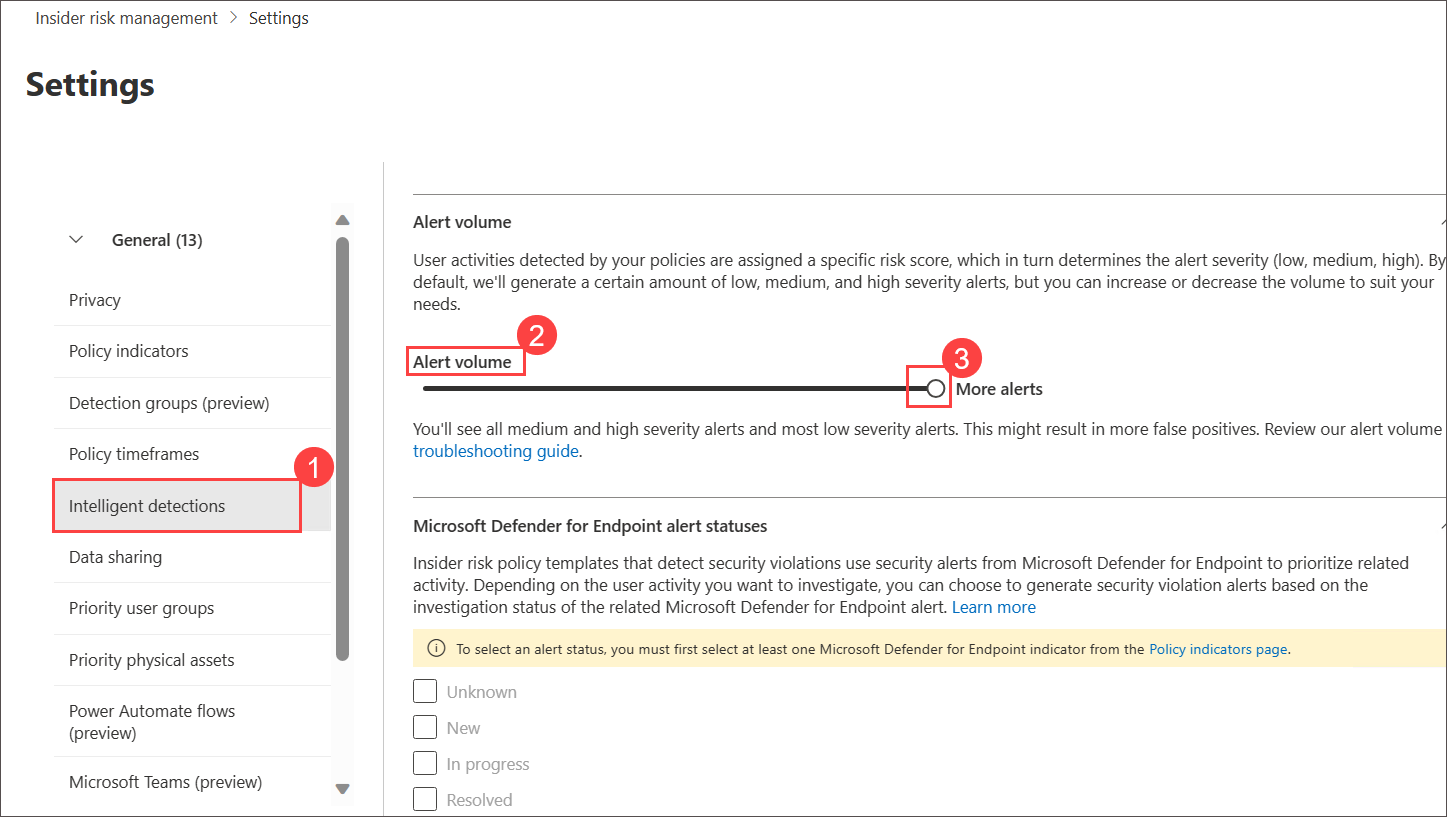 Insider risk management > Settings
Settings
General (13)
Privacy
Policy indicators
Detection groups (preview)
Policy timeframes
1
Intelligent detections
Data sharing
Priority user groups
Priority physical assets
Power Automate flows
(preview)
Microsoft Teams (preview)
Alert volume
User activities detected by your policies are assigned a specific risk score, which in turn determines the alert severity (low, medium, high). By
default, we'll generate a certain amount of low, medium, and high severity alerts, but you can increase or decrease the volume to suit your
needs.
2
Alert volume
3
More alerts
You'll see all medium and high severity alerts and most low severity alerts. This might result in more false positives. Review our alert volume
troubleshooting guide.
Microsoft Defender for Endpoint alert statuses
Insider risk policy templates that detect security violations use security alerts from Microsoft Defender for Endpoint to prioritize related
activity. Depending on the user activity you want to investigate, you can choose to generate security violation alerts based on the
investigation status of the related Microsoft Defender for Endpoint alert. Learn more
To select an alert status, you must first select at least one Microsoft Defender for Endpoint indicator from the Policy indicators page.
Unknown
New
In progress
Resolved